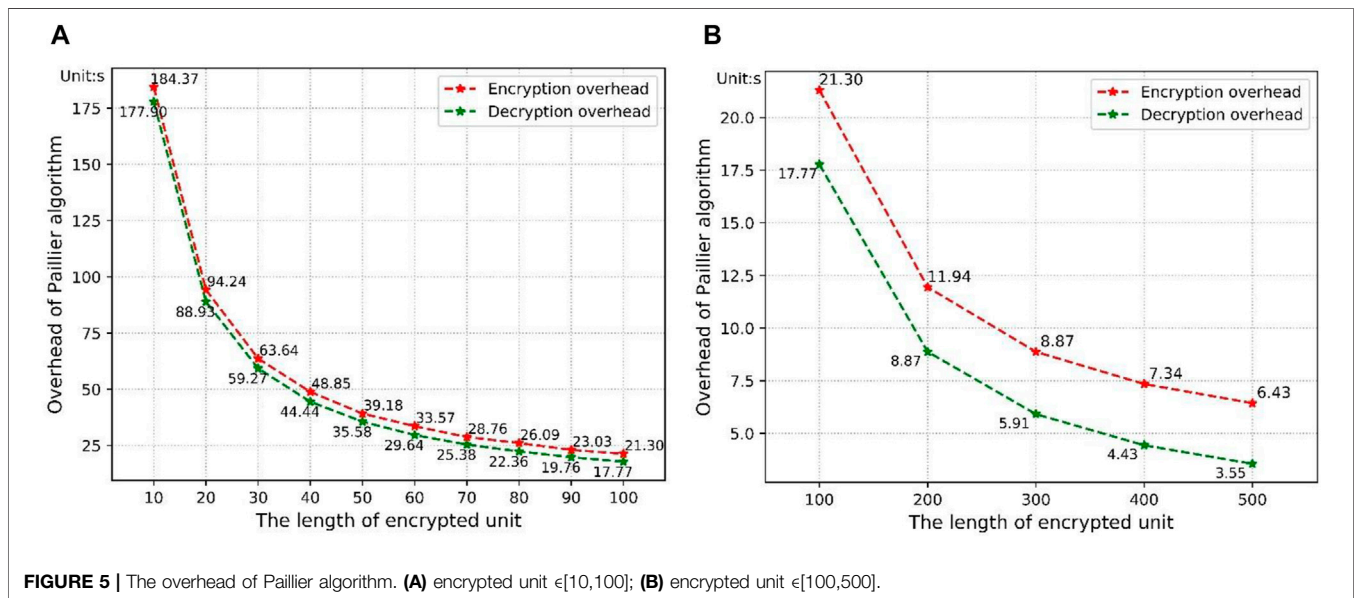 A
Unit:s
184.37
177.90
94.24
88.93
63.64
59.27
48.85
44.44
39.18
35.58
33.57
29.64
28.76
25.38
26.09
22.36
23.03
19.76
21.30
17.77
Encryption overhead
Decryption overhead
Overhead of Paillier algorithm
175
150
125
100
75
50
25
10 20 30 40 50 60 70 80 90 100
The length of encrypted unit
B
Unit:s
21.30
17.77
11.94
8.87
8.87
5.91
7.34
4.43
6.43
3.55
Encryption overhead
Decryption overhead
Overhead of Paillier algorithm
20.0
17.5
15.0
12.5
10.0
7.5
5.0
100 200 300 400 500
The length of encrypted unit
FIGURE 5 | The overhead of Paillier algorithm. (A) encrypted unit ϵ[10,100]; (B) encrypted unit ϵ[100,500].